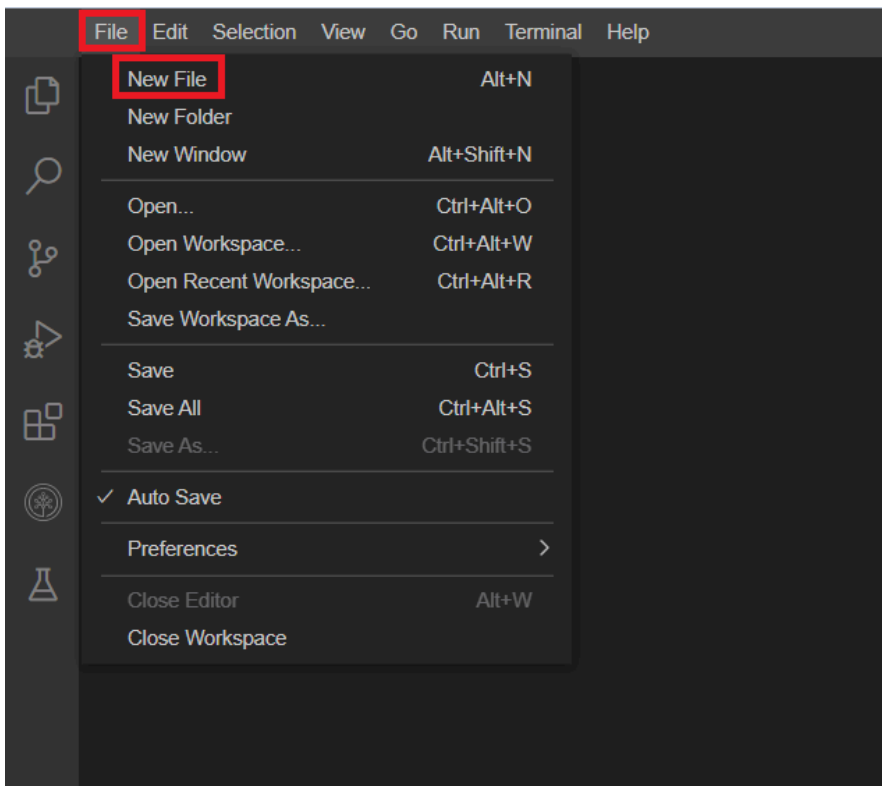 File Edit Selection View Go Run Terminal Help
New File Alt+N
New Folder
New Window Alt+Shift+N
Open... Ctrl+Alt+O
Open Workspace... Ctrl+Alt+W
Open Recent Workspace... Ctrl+Alt+R
Save Workspace As...
Save Ctrl+S
Save All Ctrl+Alt+S
Save As... Ctrl+Shift+S
Auto Save
Preferences
Close Editor Alt+W
Close Workspace